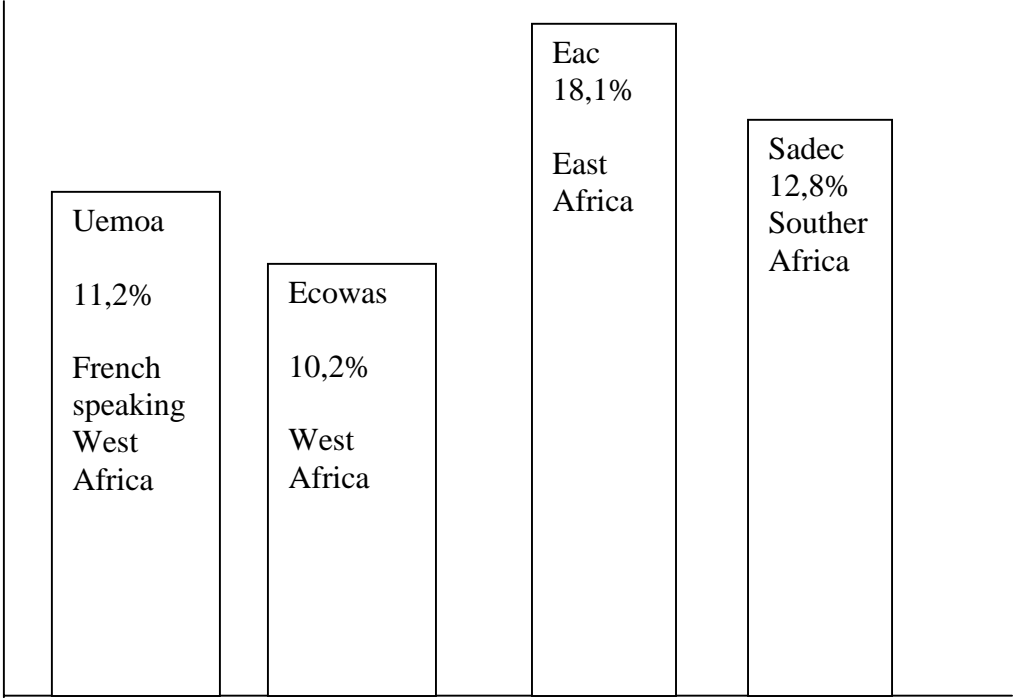 Uemoa
11,2%
French
speaking
West
Africa
Ecowas
10,2%
West
Africa
Eac
18,1%
East
Africa
Sadec
12,8%
Souther
Africa